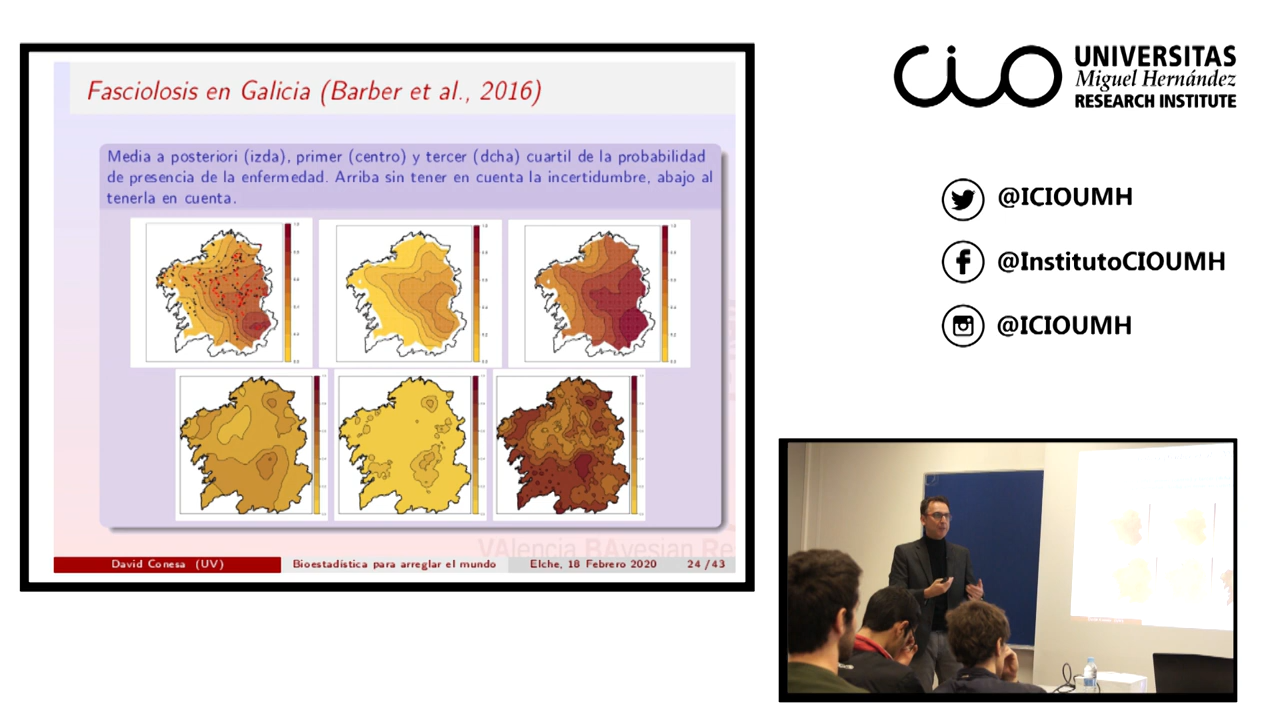 Fasciolosis en Galicia (Barber et al., 2016)
Media a posteriori (izda), primer (centro) y tercer (dcha) cuartil de la probabilidad
de presencia de la enfermedad. Arriba sin tener en cuenta la incertidumbre, abajo al
tenerla en cuenta.
VAlencia BAyesian Re
David Conesa (UV)
Bioestadística para arreglar el mundo
Elche, 18 Febrero 2020
24/43
cio
UNIVERSITAS
Miguel Hernández
RESEARCH INSTITUTE
@ICIOUMH
@InstitutoCIOUMH
@ICIOUMH